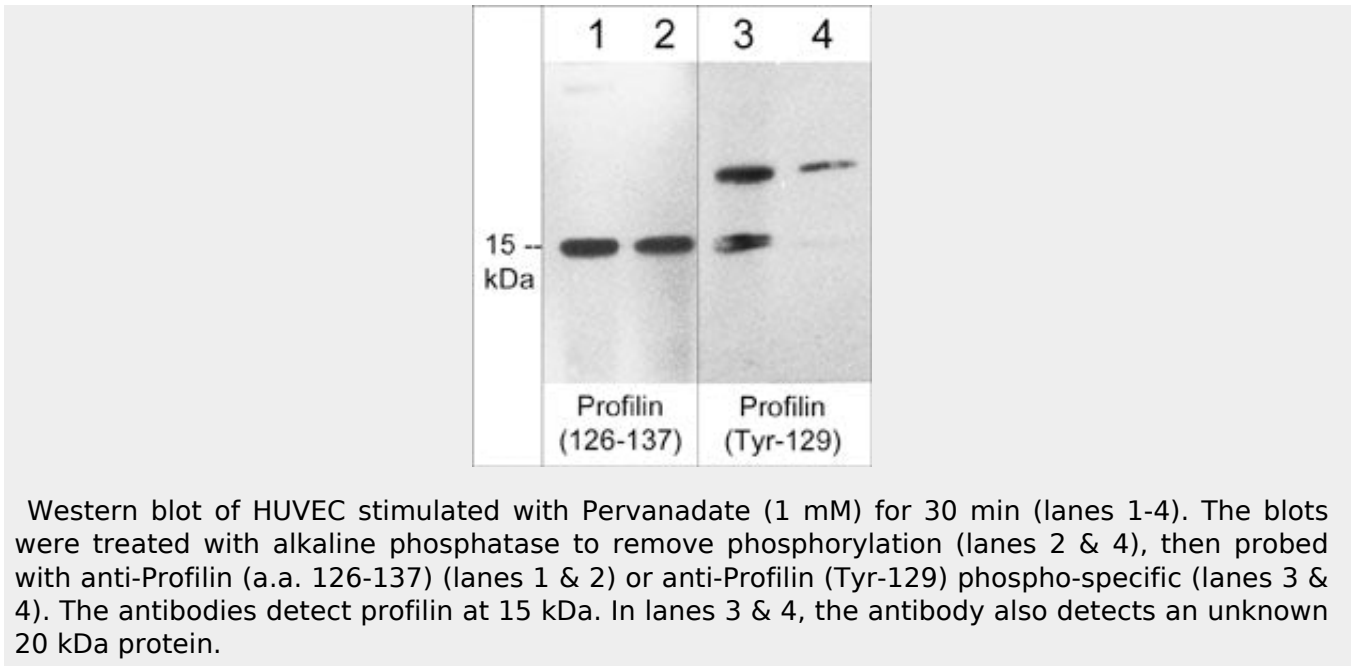 1 2 3 4
15 --
kDa
Profilin Profilin
(126-137) (Tyr-129)
Western blot of HUVEC stimulated with Pervanadate (1 mM) for 30 min (lanes 1-4). The blots
were treated with alkaline phosphatase to remove phosphorylation (lanes 2 & 4), then probed
with anti-Profilin (a.a. 126-137) (lanes 1 & 2) or anti-Profilin (Tyr-129) phospho-specific (lanes 3 &
4). The antibodies detect profilin at 15 kDa. In lanes 3 & 4, the antibody also detects an unknown
20 kDa protein.